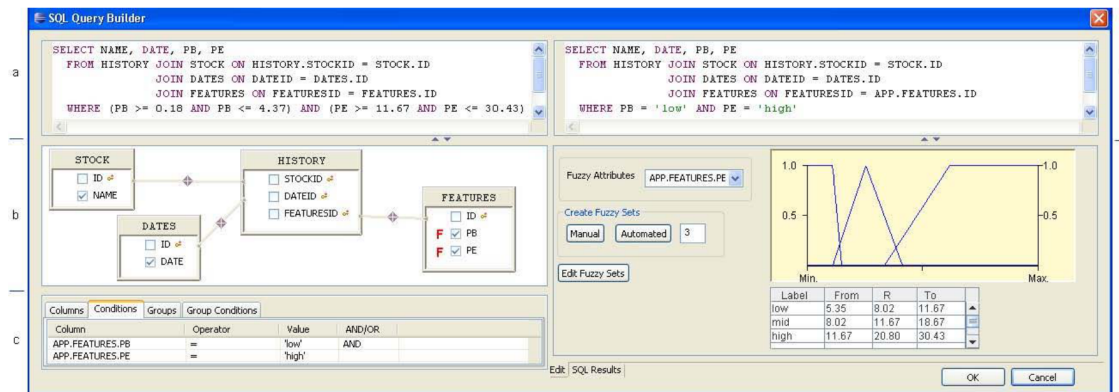 SQL Query Builder
a
SELECT NAME, DATE, PB, PE
FROM HISTORY JOIN STOCK ON HISTORY.STOCKID = STOCK.ID
JOIN DATES ON DATEID = DATES.ID
JOIN FEATURES ON FEATURESID = FEATURES.ID
WHERE (PB >= 0.18 AND PB <= 4.37) AND (PE >= 11.67 AND PE <= 30.43)
SELECT NAME, DATE, PB, PE
FROM HISTORY JOIN STOCK ON HISTORY.STOCKID = STOCK.ID
JOIN DATES ON DATEID = DATES.ID
JOIN FEATURES ON FEATURESID = APP.FEATURES.ID
WHERE PB = 'low' AND PE = 'high'
b
STOCK
ID
NAME
DATES
ID
DATE
HISTORY
STOCKID
DATEID
FEATURESID
FEATURES
ID
F PB
F PE
Fuzzy Attributes APP.FEATURES.PE
Create Fuzzy Sets
Manual Automated 3
Edit Fuzzy Sets
1.0 1.0
0.5 0.5
Min. Max.
Label From R To
low 5.35 8.02 11.67
mid 8.02 11.67 18.67
high 11.67 20.80 30.43
c
Columns Conditions Groups Group Conditions
Column Operator Value AND/OR
APP.FEATURES.PB = 'low' AND
APP.FEATURES.PE = 'high'
Edit SQL Results
OK Cancel